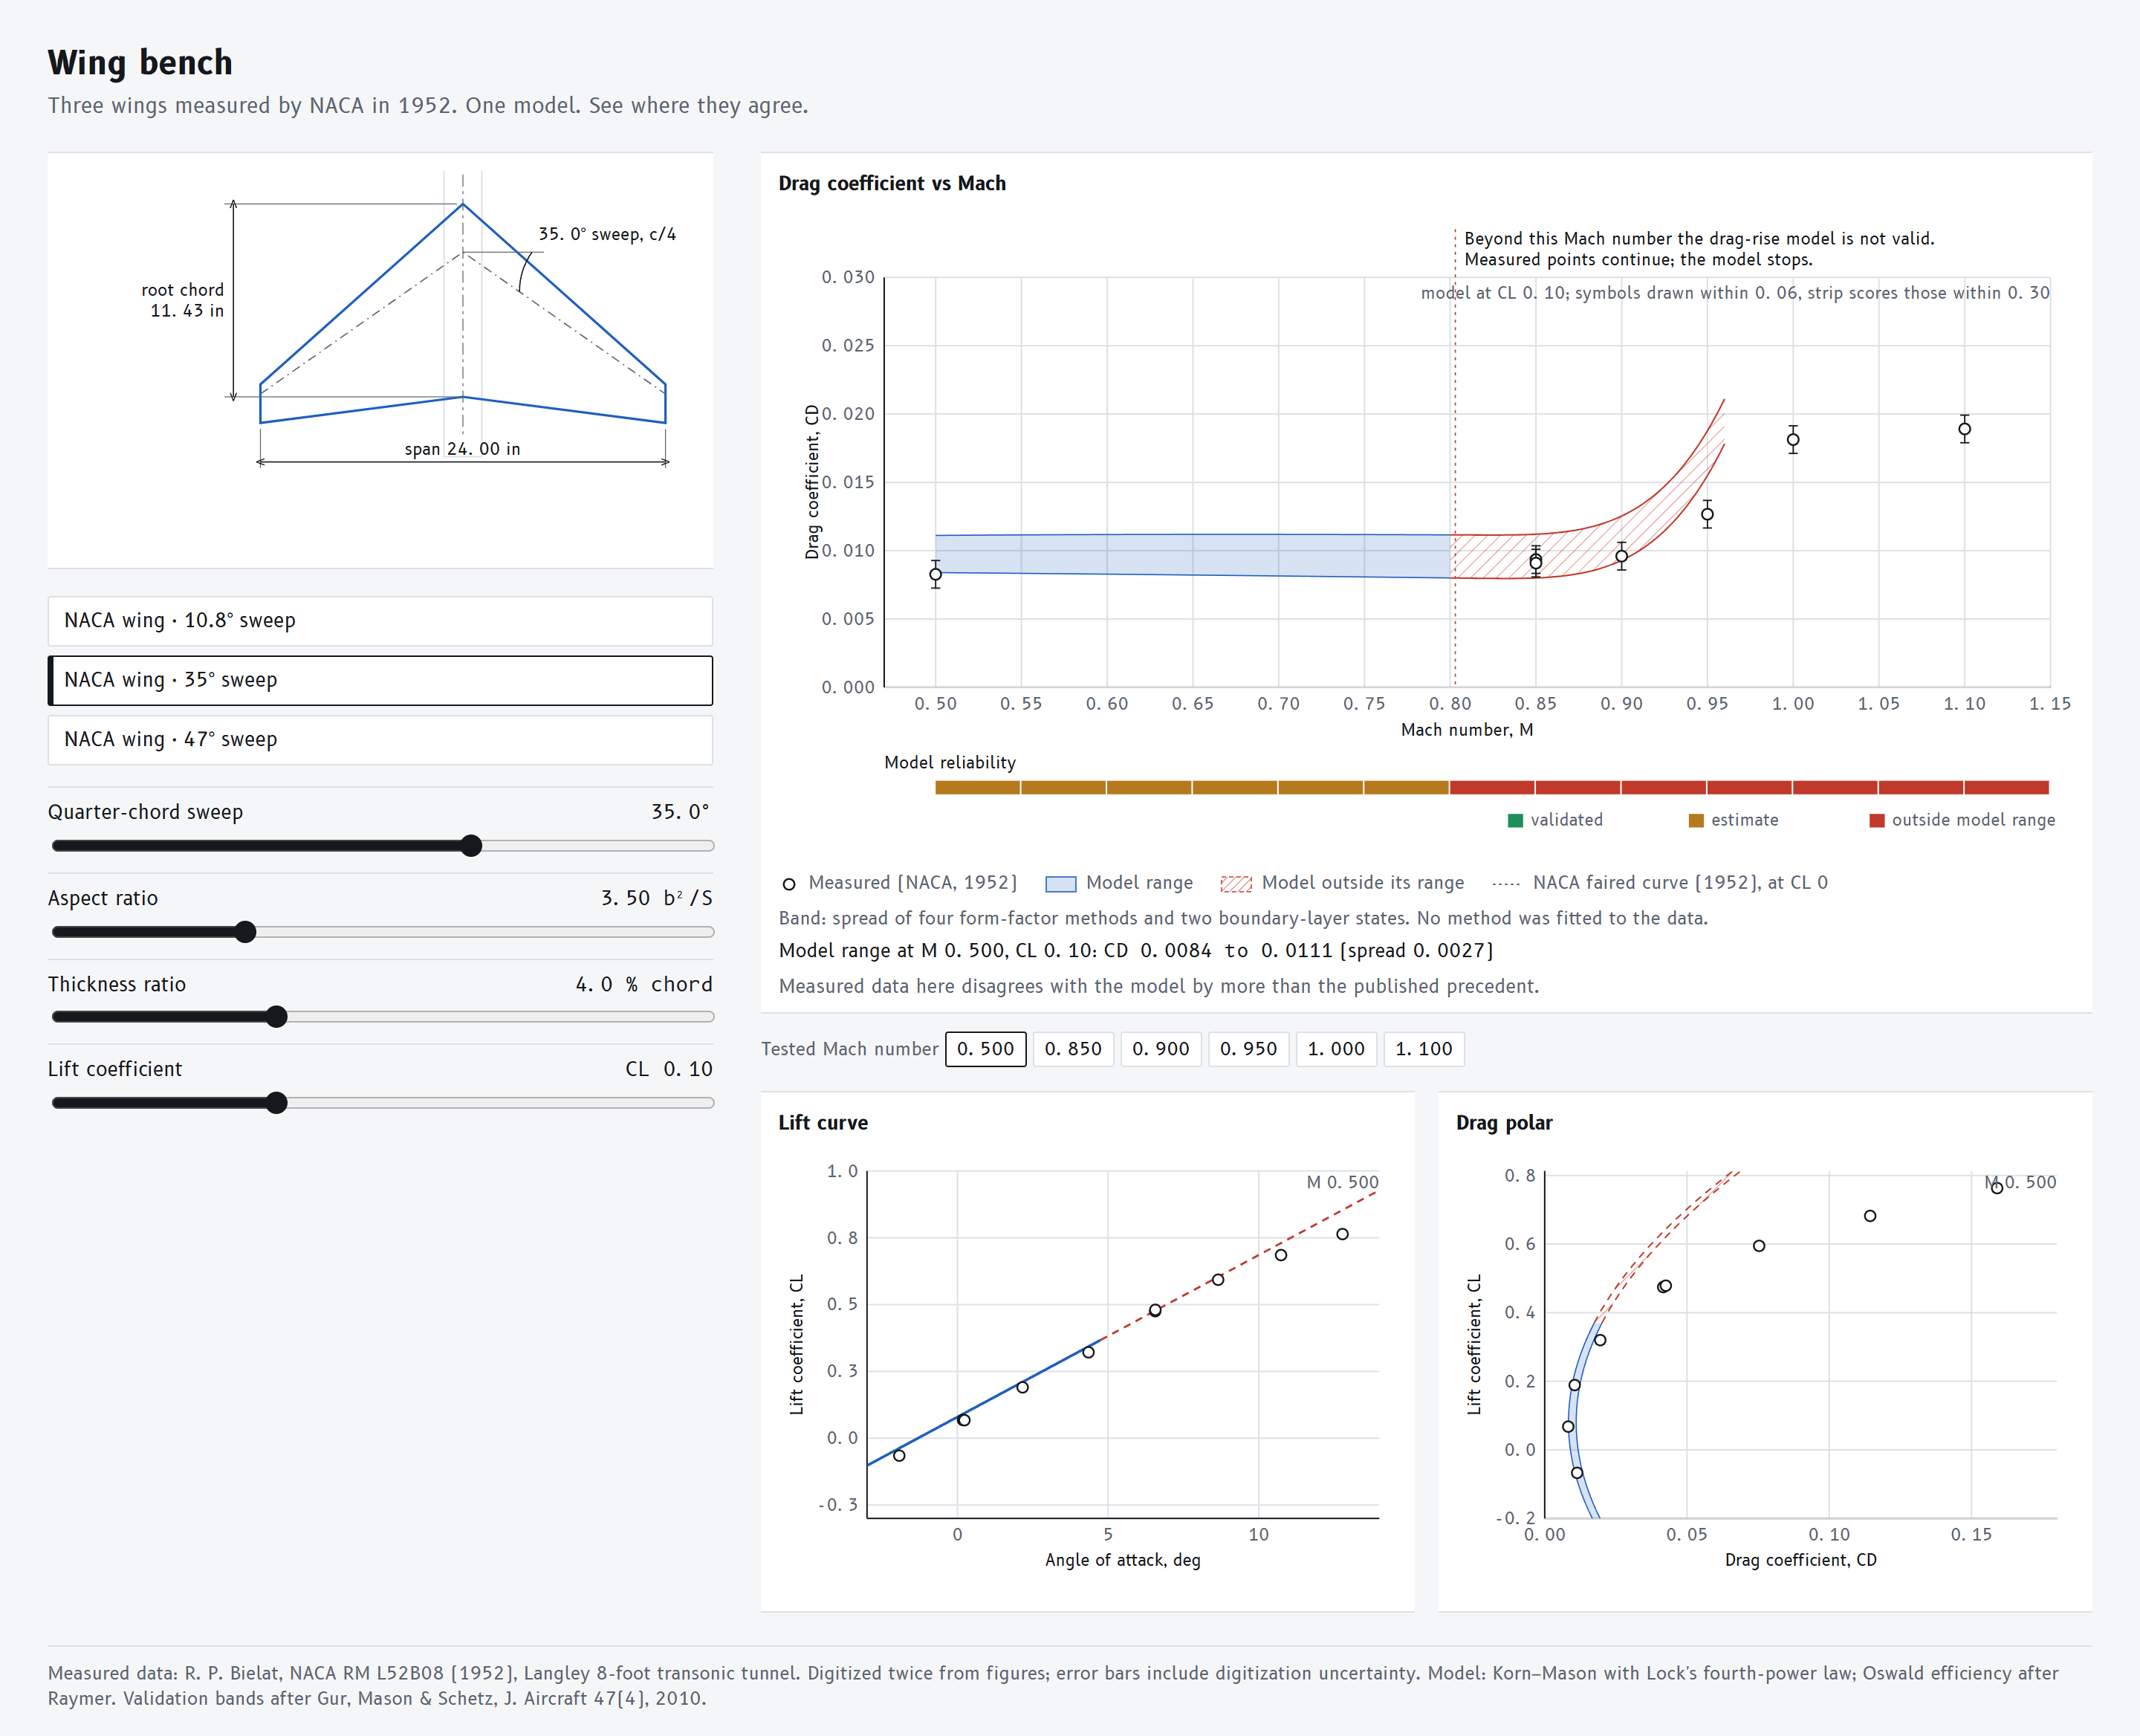 Wing bench
Three wings measured by NACA in 1952. One model. See where they agree.
35. 0° sweep, c/4
root chord
11. 43 in
span 24. 00 in
NACA wing · 10.8° sweep
NACA wing · 35° sweep
NACA wing · 47° sweep
Quarter-chord sweep 35. 0°
Aspect ratio 3. 50 b²/S
Thickness ratio 4. 0 % chord
Lift coefficient CL 0. 10
Drag coefficient vs Mach
Beyond this Mach number the drag-rise model is not valid.
Measured points continue; the model stops.
model at CL 0. 10; symbols drawn within 0. 06, strip scores those within 0. 30
Drag coefficient, CD
0. 030
0. 025
0. 020
0. 015
0. 010
0. 005
0. 000
0. 50 0. 55 0. 60 0. 65 0. 70 0. 75 0. 80 0. 85 0. 90 0. 95 1. 00 1. 05 1. 10 1. 15
Mach number, M
Model reliability
validated estimate outside model range
Measured (NACA, 1952) Model range Model outside its range NACA faired curve (1952), at CL 0
Band: spread of four form-factor methods and two boundary-layer states. No method was fitted to the data.
Model range at M 0. 500, CL 0. 10: CD 0. 0084 to 0. 0111 (spread 0. 0027)
Measured data here disagrees with the model by more than the published precedent.
Tested Mach number 0. 500 0. 850 0. 900 0. 950 1. 000 1. 100
Lift curve
M 0. 500
Lift coefficient, CL
1. 0
0. 8
0. 5
0. 3
0. 0
-0. 3
0 5 10
Angle of attack, deg
Drag polar
M 0. 500
Lift coefficient, CL
0. 8
0. 6
0. 4
0. 2
0. 0
-0. 2
0. 00 0. 05 0. 10 0. 15
Drag coefficient, CD
Measured data: R. P. Bielat, NACA RM L52B08 (1952), Langley 8-foot transonic tunnel. Digitized twice from figures; error bars include digitization uncertainty. Model: Korn–Mason with Lock's fourth-power law; Oswald efficiency after
Raymer. Validation bands after Gur, Mason & Schetz, J. Aircraft 47(4), 2010.